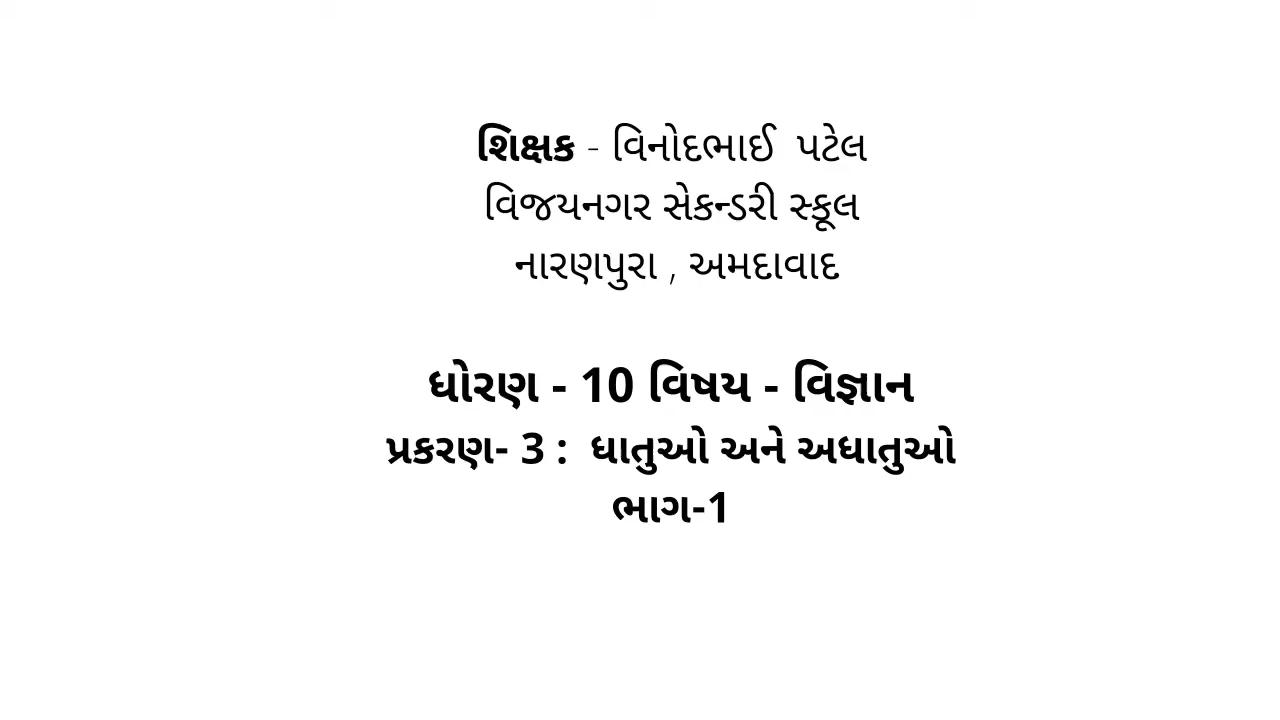 શિક્ષક - વિનોદભાઈ પટેલ
વિજયનગર સેકન્ડરી સ્કૂલ
નારણપુરા , અમદાવાદ
ધોરણ - 10 વિષય - વિજ્ઞાન
પ્રકરણ- 3 : ધાતુઓ અને અધાતુઓ
ભાગ-1